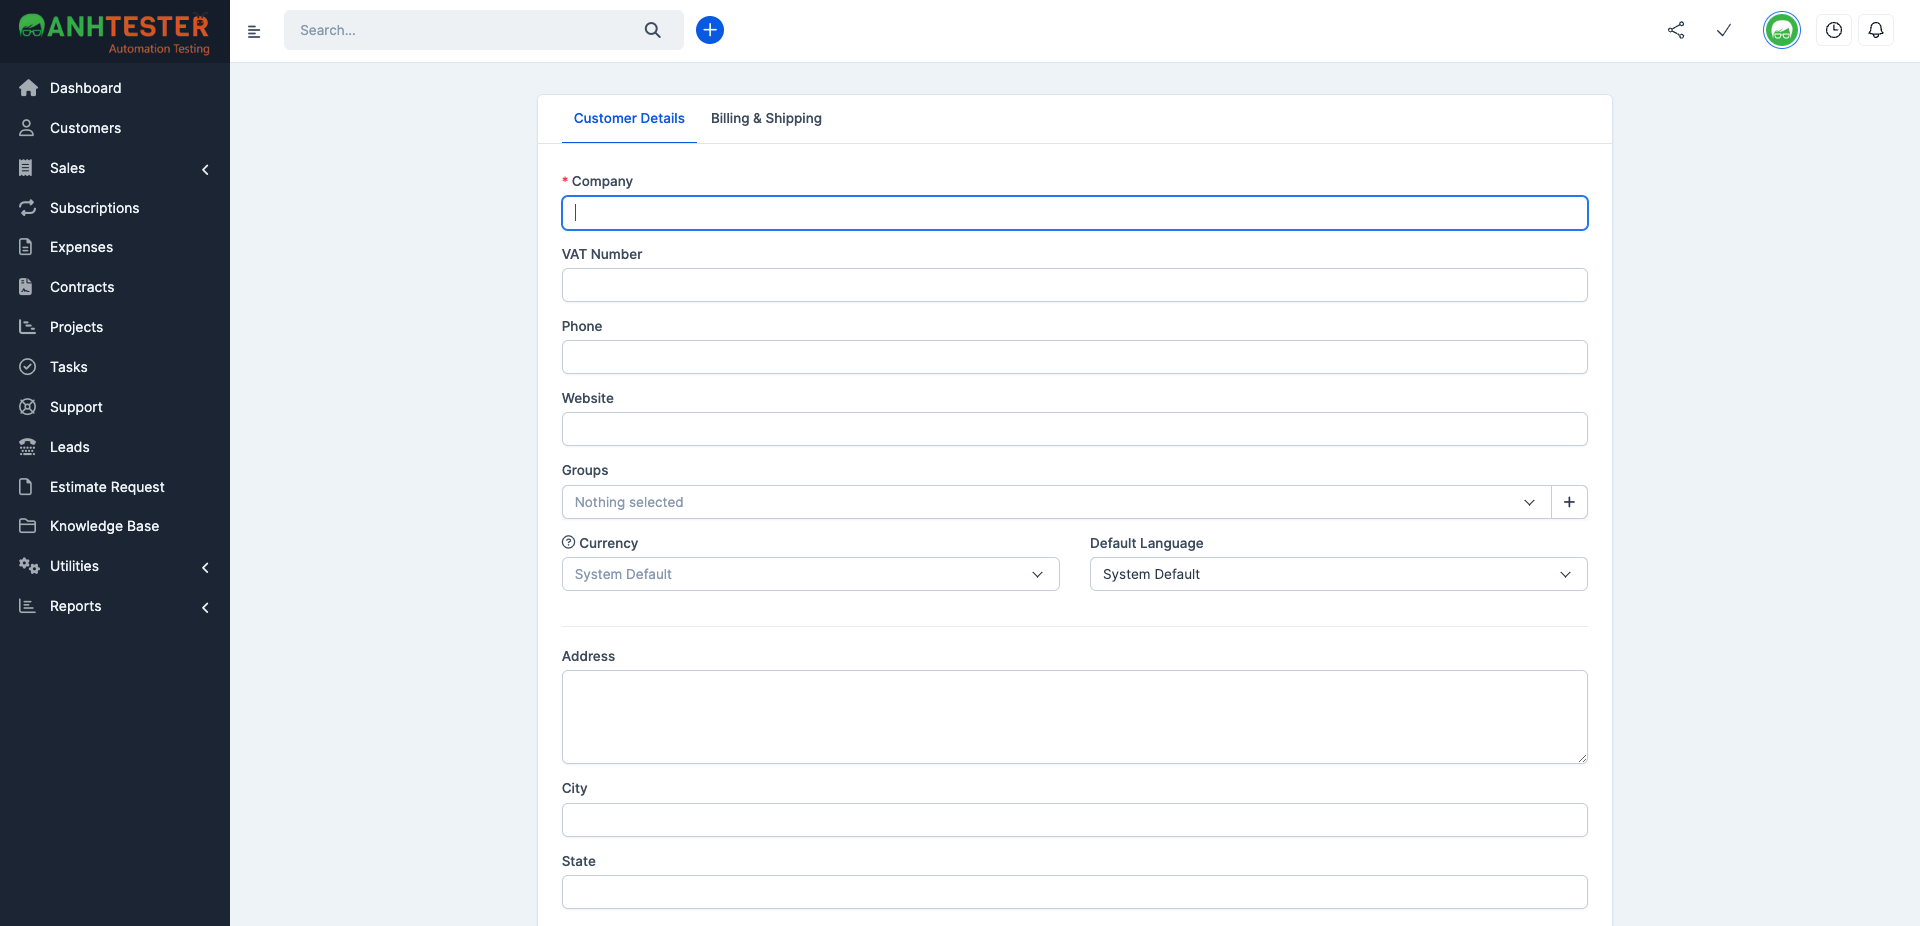 ANHTESTER
Automation Testing
Search...
Dashboard
Customers
Sales
Subscriptions
Expenses
Contracts
Projects
Tasks
Support
Leads
Estimate Request
Knowledge Base
Utilities
Reports
Customer Details
Billing & Shipping
* Company
VAT Number
Phone
Website
Groups
Nothing selected
Currency
Default Language
System Default
System Default
Address
City
State